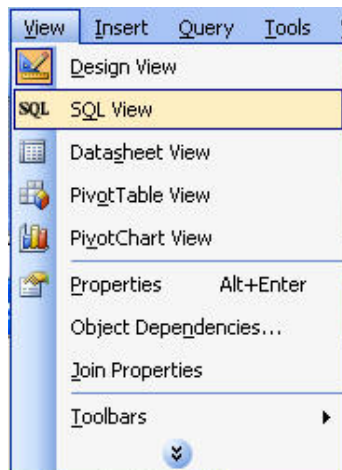 View Insert Query Tools
Design View
SQL SQL View
Datasheet View
PivotTable View
PivotChart View
Properties Alt+Enter
Object Dependencies...
Join Properties
Toolbars